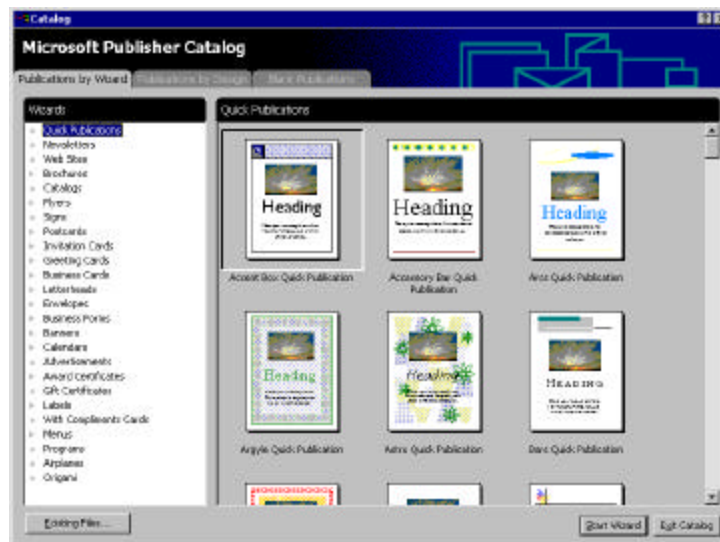 Catalog
Microsoft Publisher Catalog
Publications by Wizard Publications by Design Blank Publications
Wizards
Quick Publications
Newsletters
Web Sites
Brochures
Catalogs
Flyers
Signs
Postcards
Invitation Cards
Greeting Cards
Business Cards
Letterheads
Envelopes
Business Forms
Banners
Calendars
Advertisements
Award Certificates
Gift Certificates
Labels
With Compliments Cards
Menus
Programs
Airplanes
Origami
Quick Publications
Heading
Heading
Heading
Accent Box Quick Publication
Accessory Bar Quick
Publication
Arcs Quick Publication
Heading
Heading
HEADING
Argyle Quick Publication
Astro Quick Publication
Bars Quick Publication
Existing Files...
Start Wizard
Exit Catalog